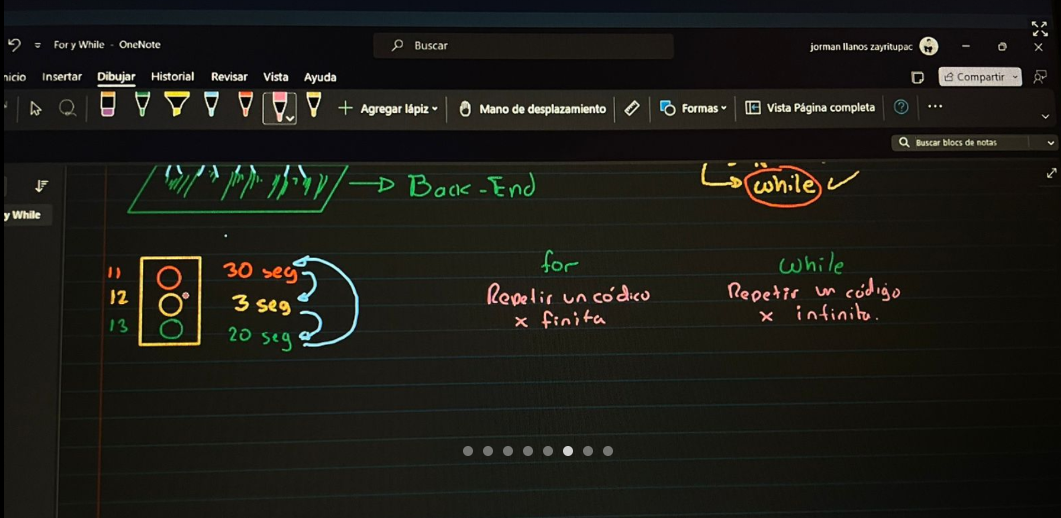 For y While - OneNote
Buscar
jorman llanos zayritupac
nicio Insertar Dibujar Historial Revisar Vista Ayuda
Compartir
Agregar lápiz
Mano de desplazamiento
Formas
Vista Página completa
Buscar blocs de notas
y While
Back-End
while
11 30 seg
12 3 seg
13 20 seg
for
Repetir un códico
x finita
while
Repetir un código
x infinita.